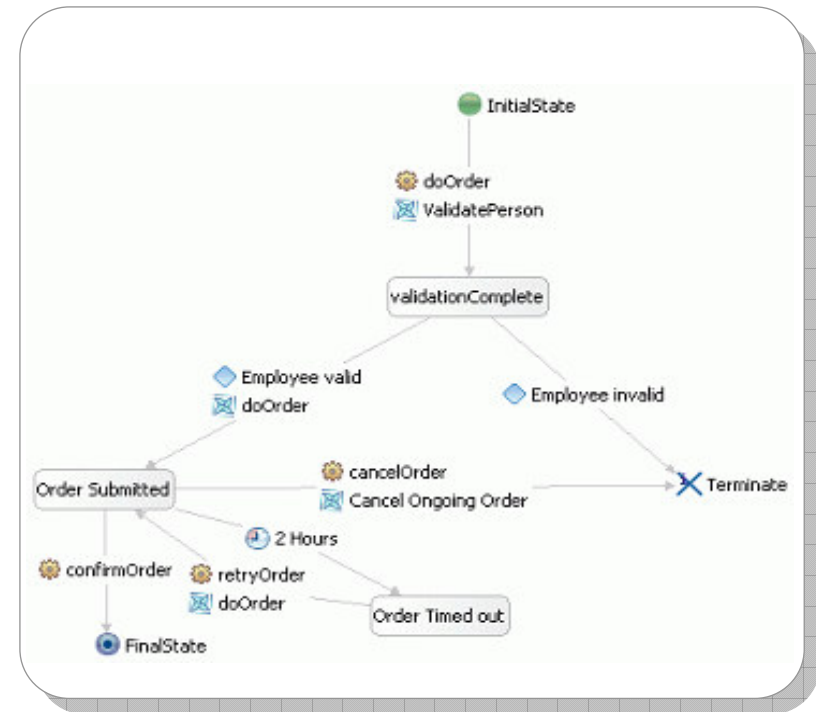 InitialState
doOrder
ValidatePerson
validationComplete
Employee valid
doOrder
Employee invalid
Order Submitted
cancelOrder
Cancel Ongoing Order
Terminate
2 Hours
confirmOrder
retryOrder
doOrder
Order Timed out
FinalState